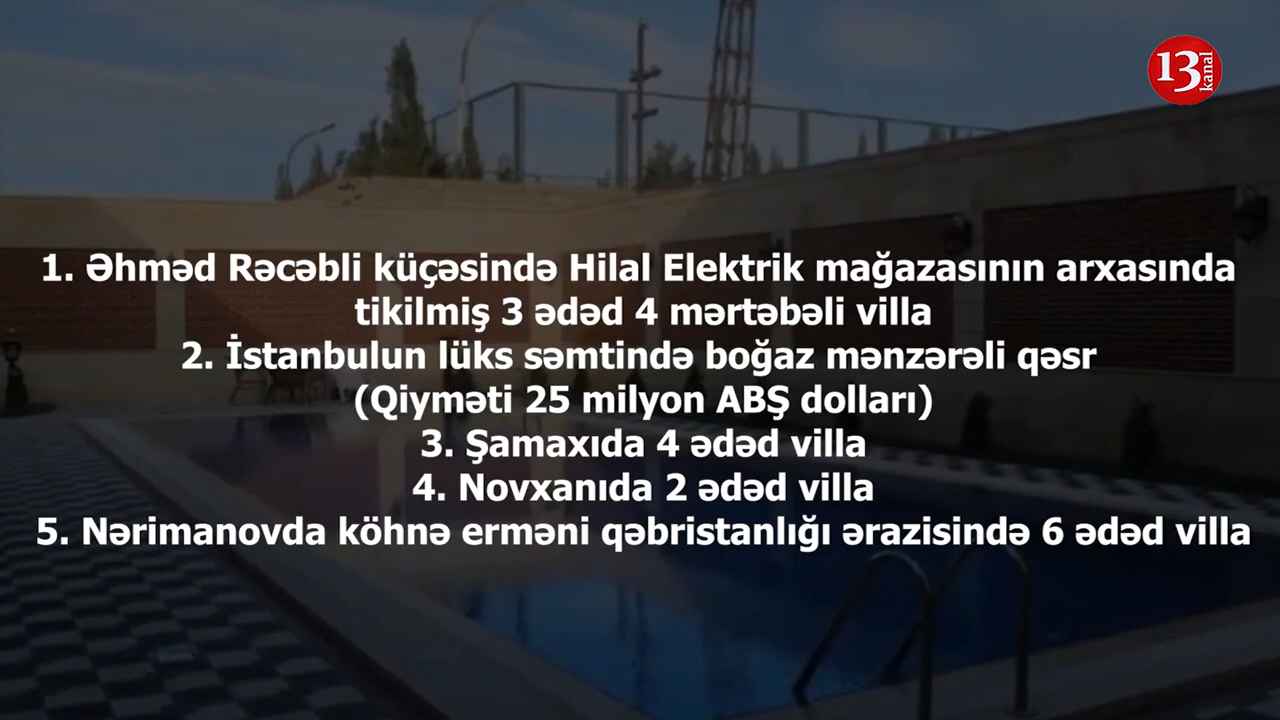 13 kanal
1. Əhməd Rəcəbli küçəsində Hilal Elektrik mağazasının arxasında
tikilmiş 3 ədəd 4 mərtəbəli villa
2. İstanbulun lüks səmtində boğaz mənzərəli qəsr
(Qiyməti 25 milyon ABŞ dolları)
3. Şamaxıda 4 ədəd villa
4. Novxanıda 2 ədəd villa
5. Nərimanovda köhnə erməni qəbristanlığı ərazisində 6 ədəd villa